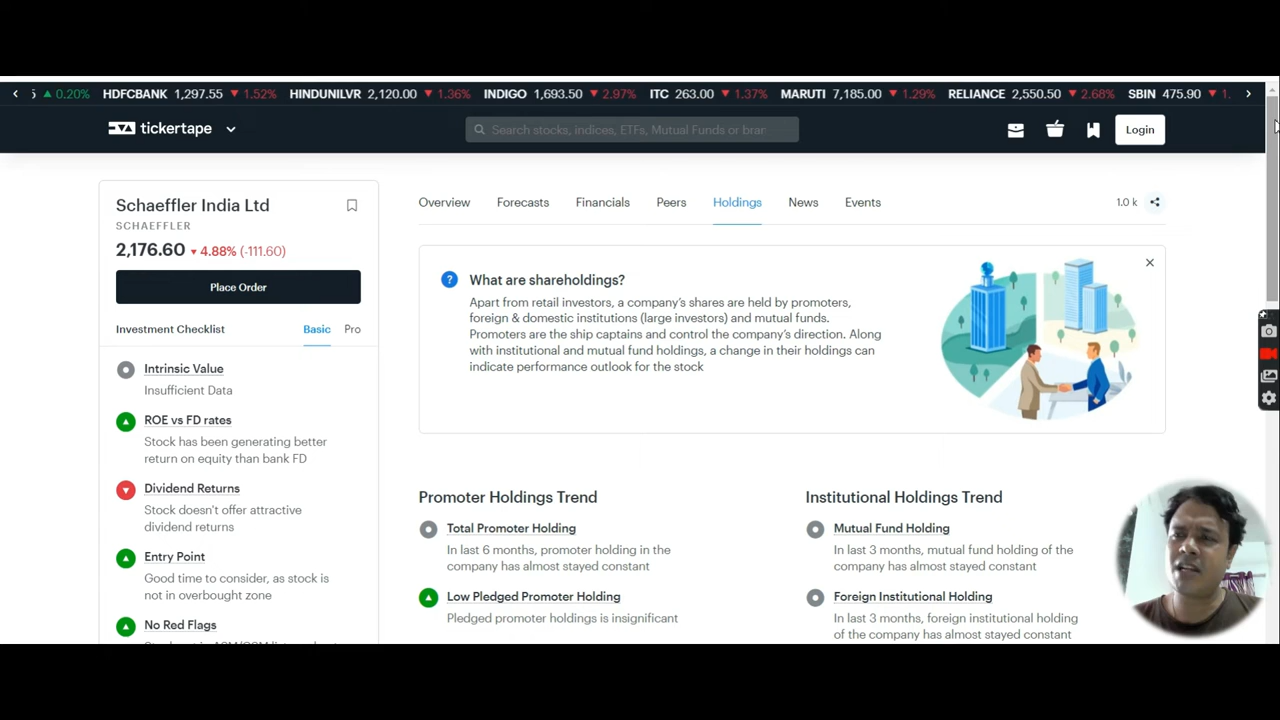 5 ▲ 0.20% HDFCBANK 1,297.55 ▼ 1.52% HINDUNILVR 2,120.00 ▼ 1.36% INDIGO 1,693.50 ▼ 2.97% ITC 263.00 ▼ 1.37% MARUTI 7,185.00 ▼ 1.29% RELIANCE 2,550.50 ▼ 2.68% SBIN 475.90 ▼ 1.
tickertape
Search stocks, indices, ETFs, Mutual Funds or bran
Login
Schaeffler India Ltd
SCHAEFFLER
2,176.60 ▼ 4.88% (-111.60)
Place Order
Investment Checklist Basic Pro
Intrinsic Value
Insufficient Data
ROE vs FD rates
Stock has been generating better
return on equity than bank FD
Dividend Returns
Stock doesn't offer attractive
dividend returns
Entry Point
Good time to consider, as stock is
not in overbought zone
No Red Flags
Overview Forecasts Financials Peers Holdings News Events 1.0 k
? What are shareholdings?
Apart from retail investors, a company's shares are held by promoters,
foreign & domestic institutions (large investors) and mutual funds.
Promoters are the ship captains and control the company's direction. Along
with institutional and mutual fund holdings, a change in their holdings can
indicate performance outlook for the stock
Promoter Holdings Trend
Total Promoter Holding
In last 6 months, promoter holding in the
company has almost stayed constant
Low Pledged Promoter Holding
Pledged promoter holdings is insignificant
Institutional Holdings Trend
Mutual Fund Holding
In last 3 months, mutual fund holding of the
company has almost stayed constant
Foreign Institutional Holding
In last 3 months, foreign institutional holding
of the company has almost stayed constant